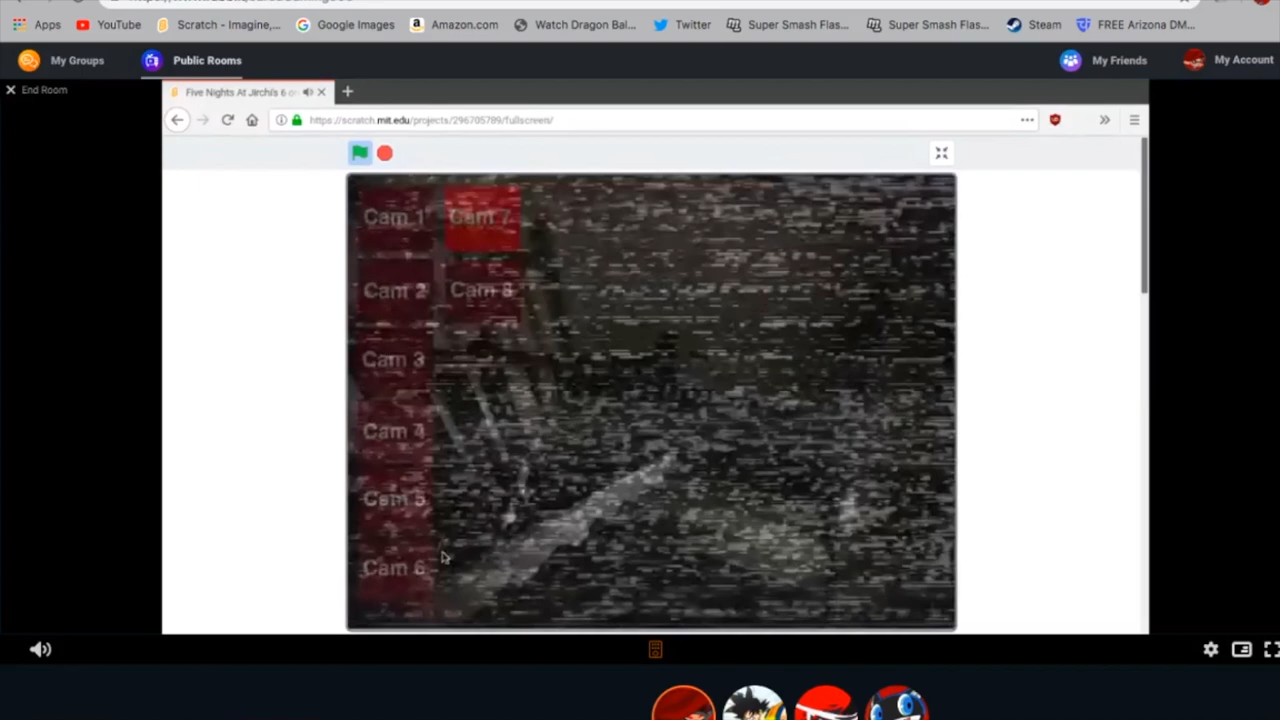 Apps YouTube Scratch - Imagine,... Google Images Amazon.com Watch Dragon Bal... Twitter Super Smash Flas... Super Smash Flas... Steam FREE Arizona DM...
My Groups Public Rooms My Friends My Account
End Room Five Nights At Jirchi's 6 on
https://scratch.mit.edu/projects/296705789/fullscreen/
Cam 1 Cam 7
Cam 2 Cam 8
Cam 3
Cam 4
Cam 5
Cam 6